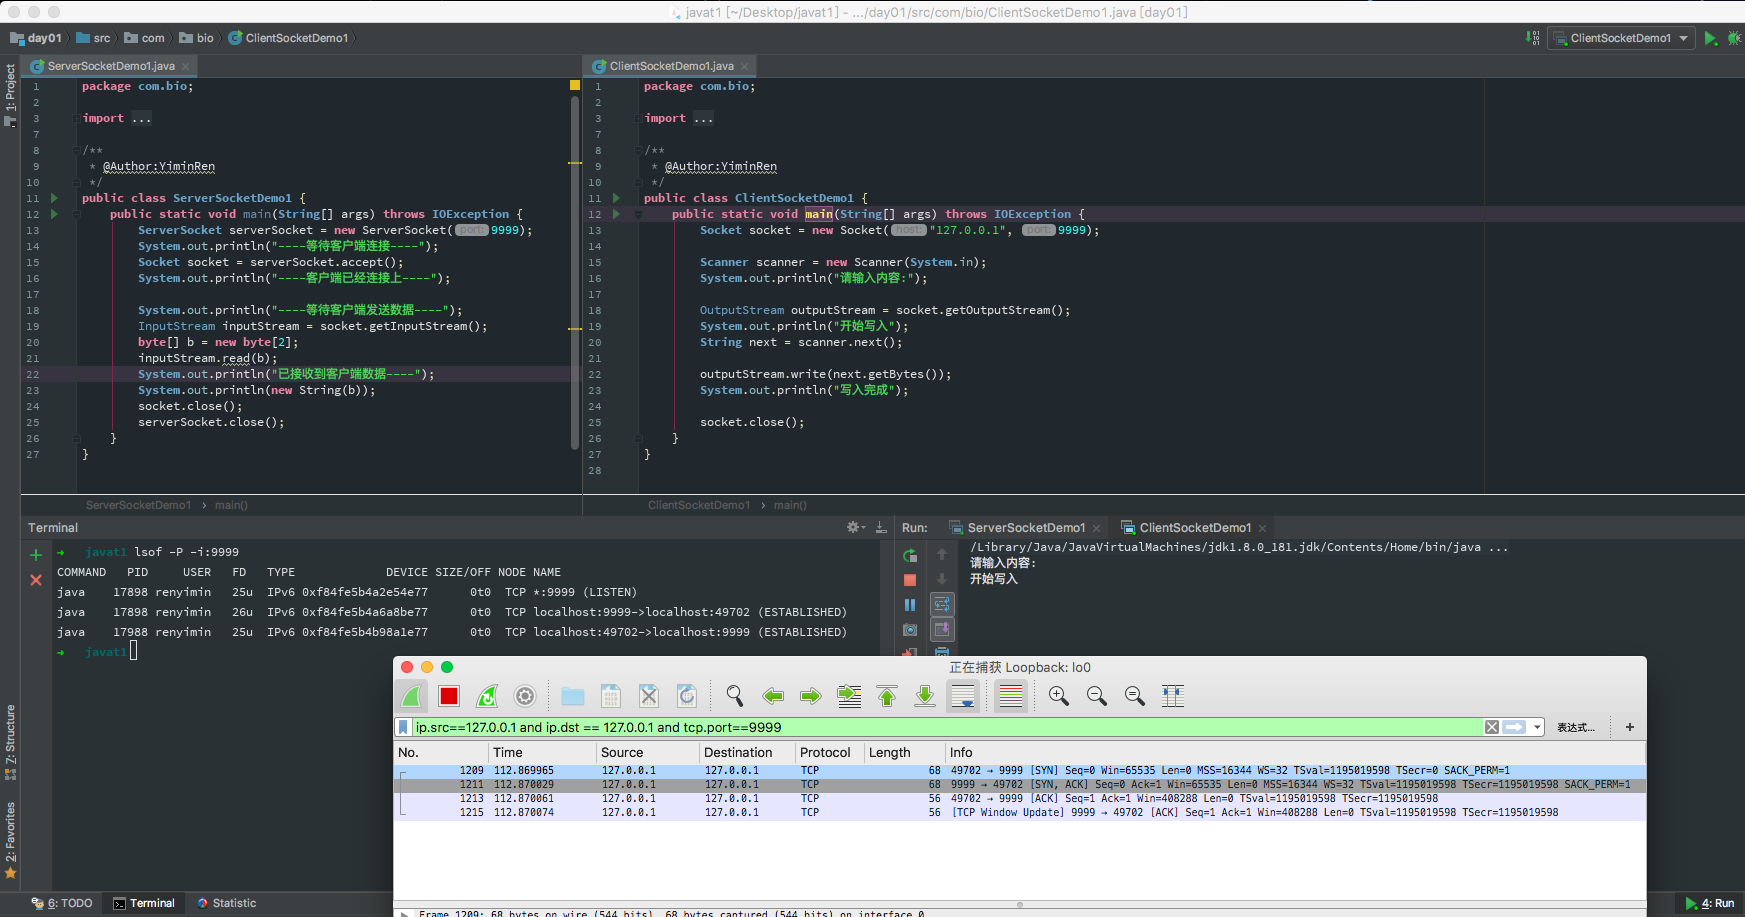 javat1 [~/Desktop/javat1] - .../day01/src/com/bio/ClientSocketDemo1.java [day01]
day01 src com bio ClientSocketDemo1
ClientSocketDemo1
1: Project
ServerSocketDemo1.java
1 package com.bio;
2
3 import ...
7
8 /**
9 * @Author:YiminRen
10 */
11 public class ServerSocketDemo1 {
12 public static void main(String[] args) throws IOException {
13 ServerSocket serverSocket = new ServerSocket( port: 9999);
14 System.out.println("----等待客户端连接----");
15 Socket socket = serverSocket.accept();
16 System.out.println("----客户端已经连接上----");
17
18 System.out.println("----等待客户端发送数据----");
19 InputStream inputStream = socket.getInputStream();
20 byte[] b = new byte[2];
21 inputStream.read(b);
22 System.out.println("已接收到客户端数据----");
23 System.out.println(new String(b));
24 socket.close();
25 serverSocket.close();
26 }
27 }
ServerSocketDemo1 › main()
ClientSocketDemo1.java
1 package com.bio;
2
3 import ...
7
8 /**
9 * @Author:YiminRen
10 */
11 public class ClientSocketDemo1 {
12 public static void main(String[] args) throws IOException {
13 Socket socket = new Socket( host: "127.0.0.1", port: 9999);
14
15 Scanner scanner = new Scanner(System.in);
16 System.out.println("请输入内容:");
17
18 OutputStream outputStream = socket.getOutputStream();
19 System.out.println("开始写入");
20 String next = scanner.next();
21
22 outputStream.write(next.getBytes());
23 System.out.println("写入完成");
24
25 socket.close();
26 }
27 }
28
ClientSocketDemo1 › main()
Terminal
→ javat1 lsof -P -i:9999
COMMAND PID USER FD TYPE DEVICE SIZE/OFF NODE NAME
java 17898 renyimin 25u IPv6 0xf84fe5b4a2e54e77 0t0 TCP *:9999 (LISTEN)
java 17898 renyimin 26u IPv6 0xf84fe5b4a6a8be77 0t0 TCP localhost:9999->localhost:49702 (ESTABLISHED)
java 17988 renyimin 25u IPv6 0xf84fe5b4b98a1e77 0t0 TCP localhost:49702->localhost:9999 (ESTABLISHED)
→ javat1
Run: ServerSocketDemo1 ClientSocketDemo1
/Library/Java/JavaVirtualMachines/jdk1.8.0_181.jdk/Contents/Home/bin/java ...
请输入内容:
开始写入
正在捕获 Loopback: lo0
ip.src==127.0.0.1 and ip.dst == 127.0.0.1 and tcp.port==9999
表达式… +
No. Time Source Destination Protocol Length Info
1209 112.869965 127.0.0.1 127.0.0.1 TCP 68 49702 → 9999 [SYN] Seq=0 Win=65535 Len=0 MSS=16344 WS=32 TSval=1195019598 TSecr=0 SACK_PERM=1
1211 112.870029 127.0.0.1 127.0.0.1 TCP 68 9999 → 49702 [SYN, ACK] Seq=0 Ack=1 Win=65535 Len=0 MSS=16344 WS=32 TSval=1195019598 TSecr=1195019598 SACK_PERM=1
1213 112.870061 127.0.0.1 127.0.0.1 TCP 56 49702 → 9999 [ACK] Seq=1 Ack=1 Win=408288 Len=0 TSval=1195019598 TSecr=1195019598
1215 112.870074 127.0.0.1 127.0.0.1 TCP 56 [TCP Window Update] 9999 → 49702 [ACK] Seq=1 Ack=1 Win=408288 Len=0 TSval=1195019598 TSecr=1195019598
Frame 1209: 68 bytes on wire (544 bits), 68 bytes captured (544 bits) on interface 0
Z: Structure
2: Favorites
6: TODO Terminal Statistic
4: Run